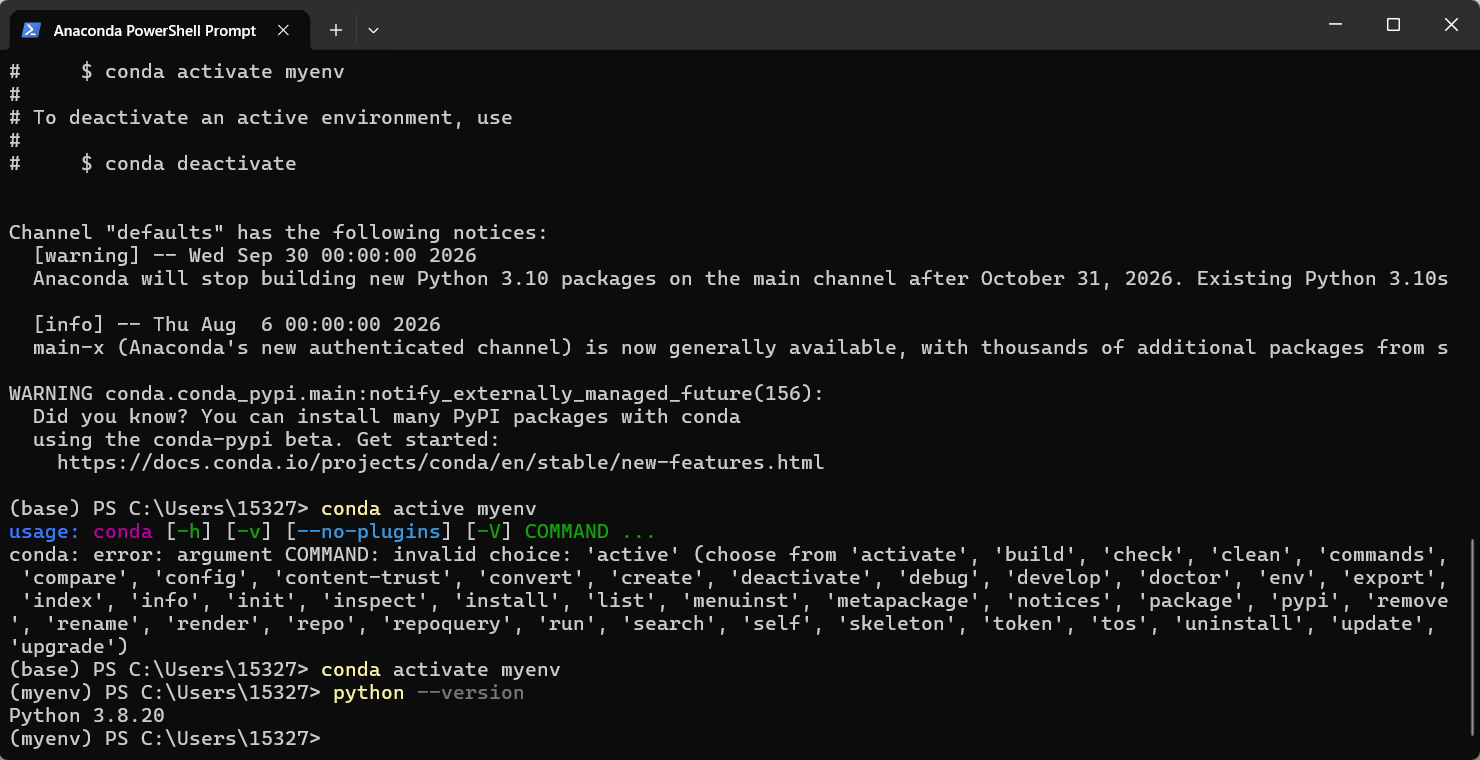 Anaconda PowerShell Prompt
#     $ conda activate myenv
#
# To deactivate an active environment, use
#
#     $ conda deactivate
Channel "defaults" has the following notices:
  [warning] -- Wed Sep 30 00:00:00 2026
  Anaconda will stop building new Python 3.10 packages on the main channel after October 31, 2026. Existing Python 3.10s
  [info] -- Thu Aug  6 00:00:00 2026
  main-x (Anaconda's new authenticated channel) is now generally available, with thousands of additional packages from s
WARNING conda.conda_pypi.main:notify_externally_managed_future(156):
  Did you know? You can install many PyPI packages with conda
  using the conda-pypi beta. Get started:
    https://docs.conda.io/projects/conda/en/stable/new-features.html
(base) PS C:\Users\15327> conda active myenv
usage: conda [-h] [-v] [--no-plugins] [-V] COMMAND ...
conda: error: argument COMMAND: invalid choice: 'active' (choose from 'activate', 'build', 'check', 'clean', 'commands',
 'compare', 'config', 'content-trust', 'convert', 'create', 'deactivate', 'debug', 'develop', 'doctor', 'env', 'export',
 'index', 'info', 'init', 'inspect', 'install', 'list', 'menuinst', 'metapackage', 'notices', 'package', 'pypi', 'remove
', 'rename', 'render', 'repo', 'repoquery', 'run', 'search', 'self', 'skeleton', 'token', 'tos', 'uninstall', 'update',
'upgrade')
(base) PS C:\Users\15327> conda activate myenv
(myenv) PS C:\Users\15327> python --version
Python 3.8.20
(myenv) PS C:\Users\15327>